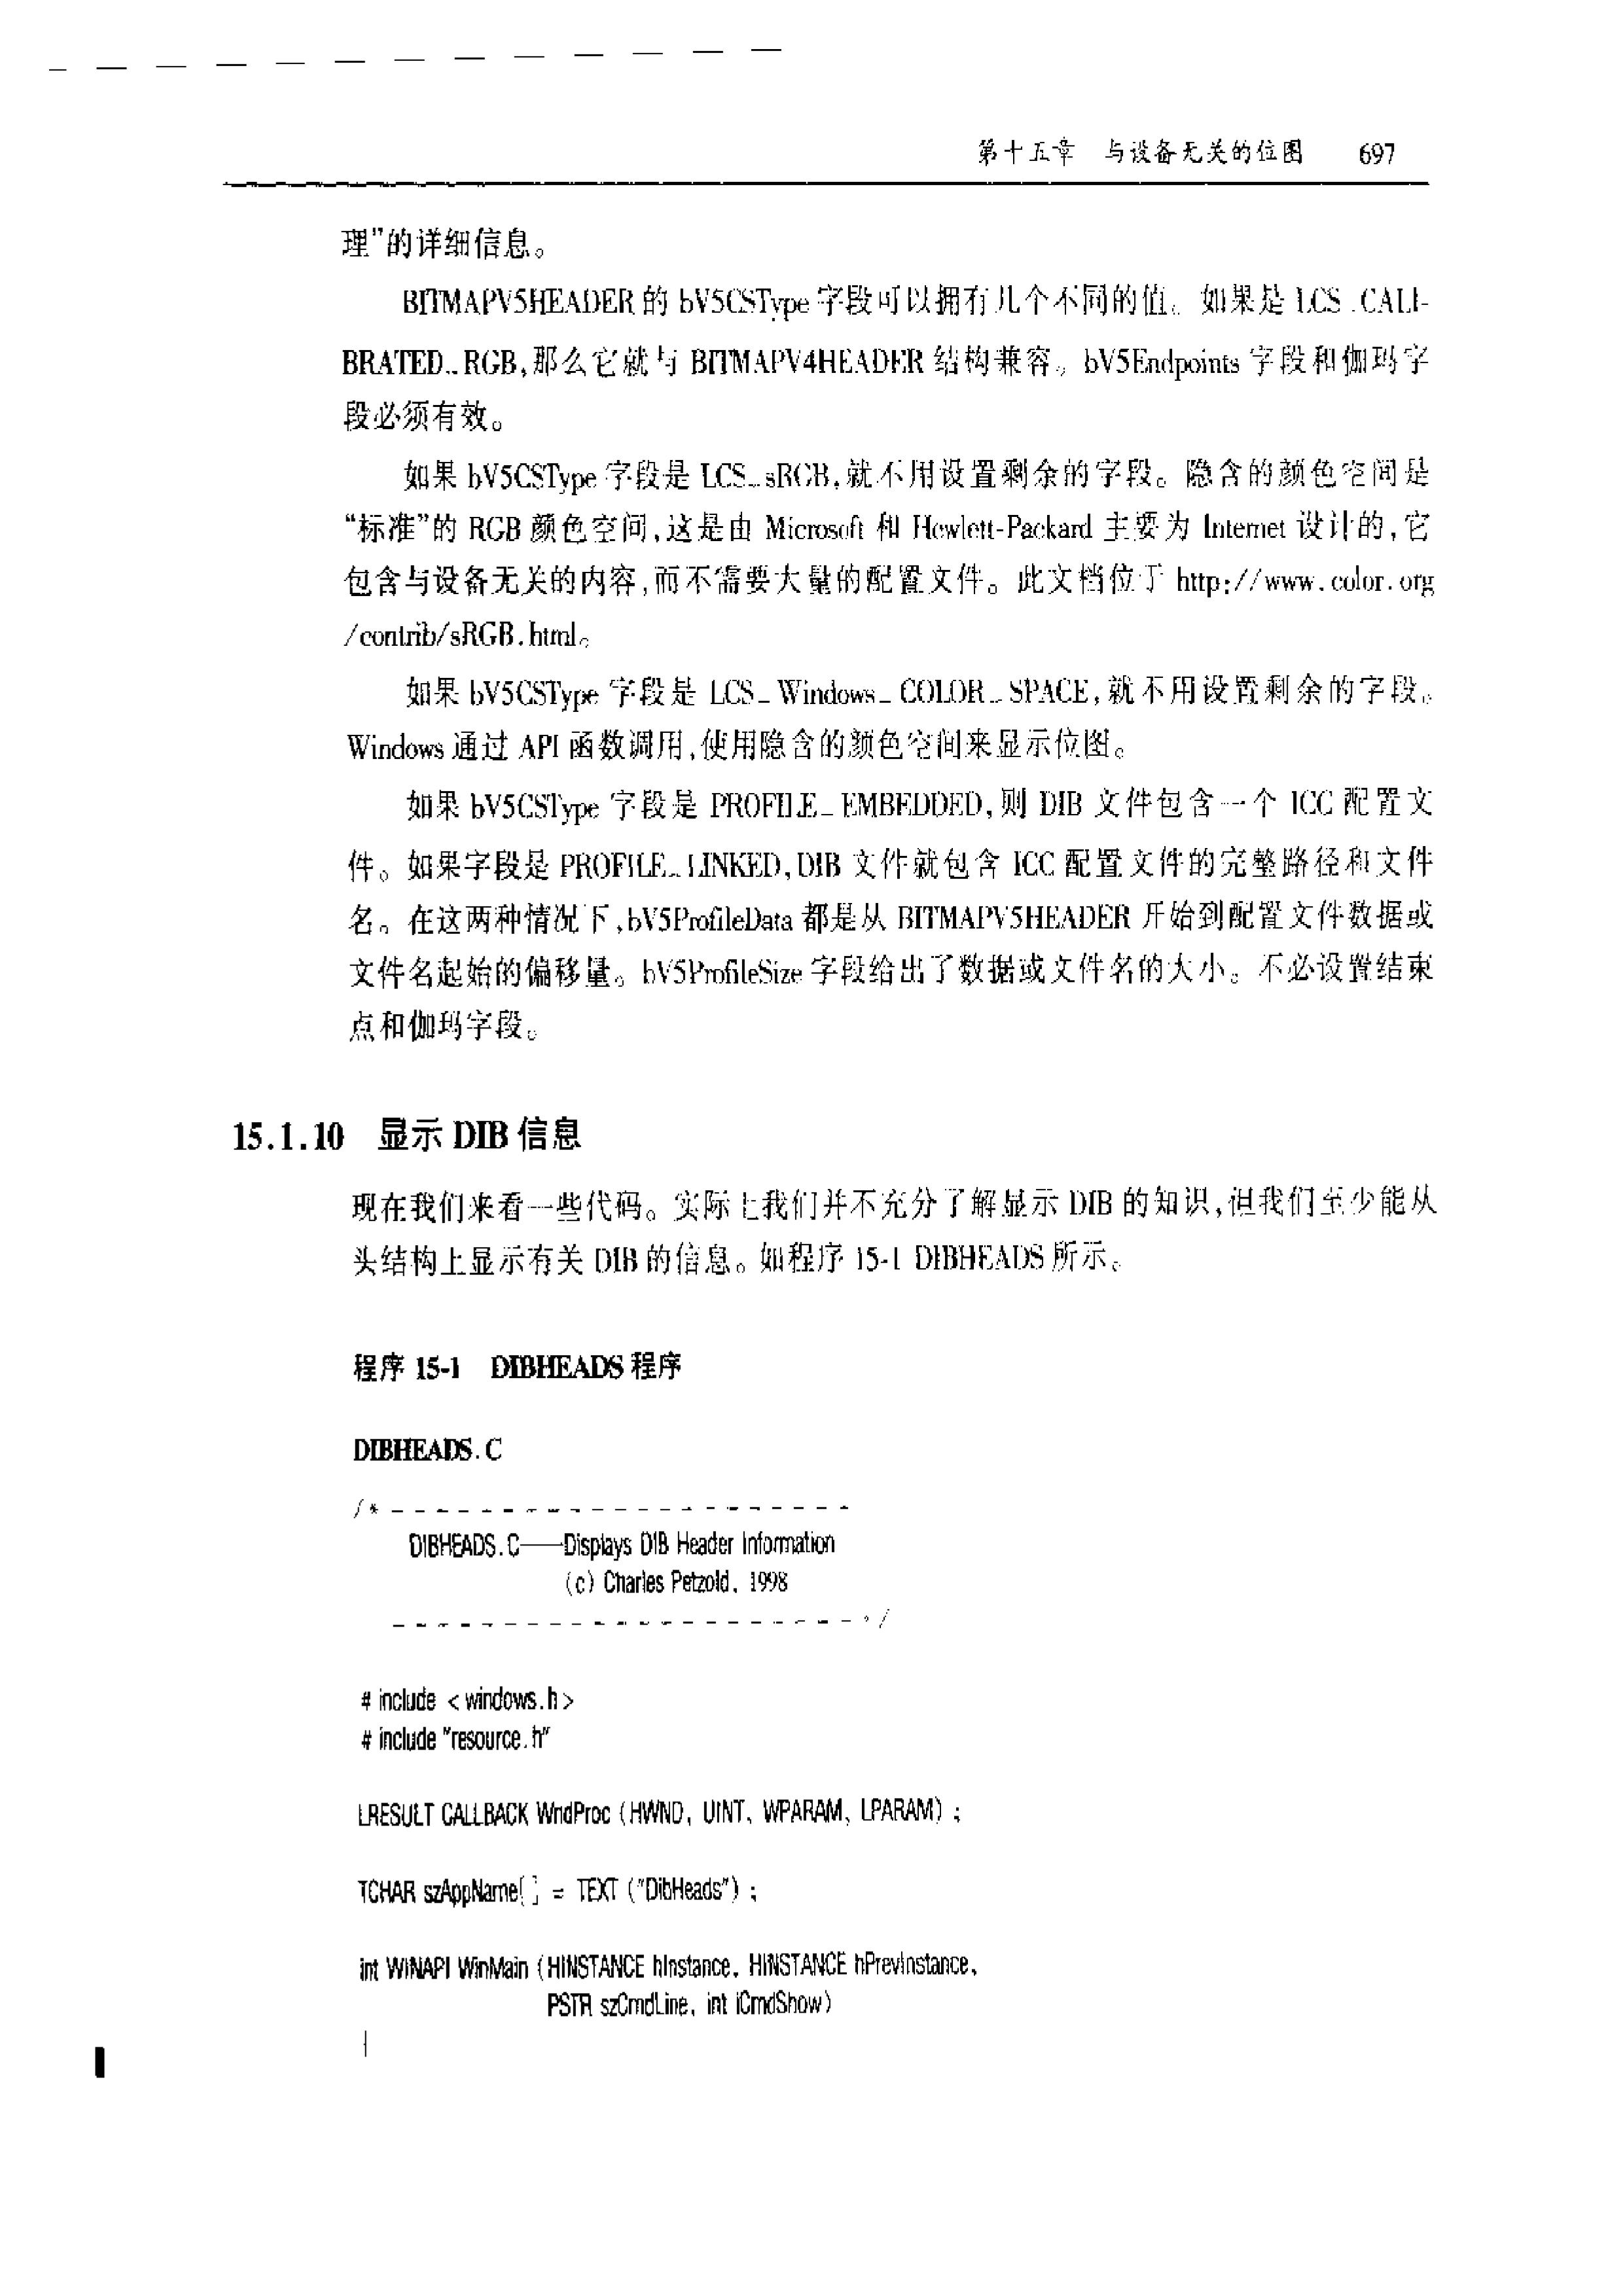 第十五章 与设备无关的位图 697
理”的详细信息。
BITMAPV5HEADER 的 bV5CSType 字段可以拥有几个不同的值。如果是 LCS_CALI-
BRATED_RGB,那么它就与 BITMAPV4HEADER 结构兼容。bV5Endpoints 字段和伽玛字
段必须有效。
如果 bV5CSType 字段是 LCS_sRGB,就不用设置剩余的字段。隐含的颜色空间是
“标准”的 RGB 颜色空间,这是由 Microsoft 和 Hewlett-Packard 主要为 Internet 设计的,它
包含与设备无关的内容,而不需要大量的配置文件。此文档位于 http://www.color.org
/contrib/sRGB.html。
如果 bV5CSType 字段是 LCS_Windows_COLOR_SPACE,就不用设置剩余的字段。
Windows 通过 API 函数调用,使用隐含的颜色空间来显示位图。
如果 bV5CSType 字段是 PROFILE_EMBEDDED,则 DIB 文件包含一个 ICC 配置文
件。如果字段是 PROFILE_LINKED,DIB 文件就包含 ICC 配置文件的完整路径和文件
名。在这两种情况下,bV5ProfileData 都是从 BITMAPV5HEADER 开始到配置文件数据或
文件名起始的偏移量。bV5ProfileSize 字段给出了数据或文件名的大小。不必设置结束
点和伽玛字段。
15.1.10 显示 DIB 信息
现在我们来看一些代码。实际上我们并不充分了解显示 DIB 的知识,但我们至少能从
头结构上显示有关 DIB 的信息。如程序 15-1 DIBHEADS 所示。
程序 15-1 DIBHEADS 程序
DIBHEADS.C
/* - - - - - - - - - - - - - - - - - - - - -
DIBHEADS.C——Displays DIB Header Information
(c) Charles Petzold, 1998
- - - - - - - - - - - - - - - - - - - - - */
# include <windows.h>
# include "resource.h"
LRESULT CALLBACK WndProc (HWND, UINT, WPARAM, LPARAM) ;
TCHAR szAppName[ ] = TEXT ("DibHeads") ;
int WINAPI WinMain (HINSTANCE hInstance, HINSTANCE hPrevInstance,
PSTR szCmdLine, int iCmdShow)
{